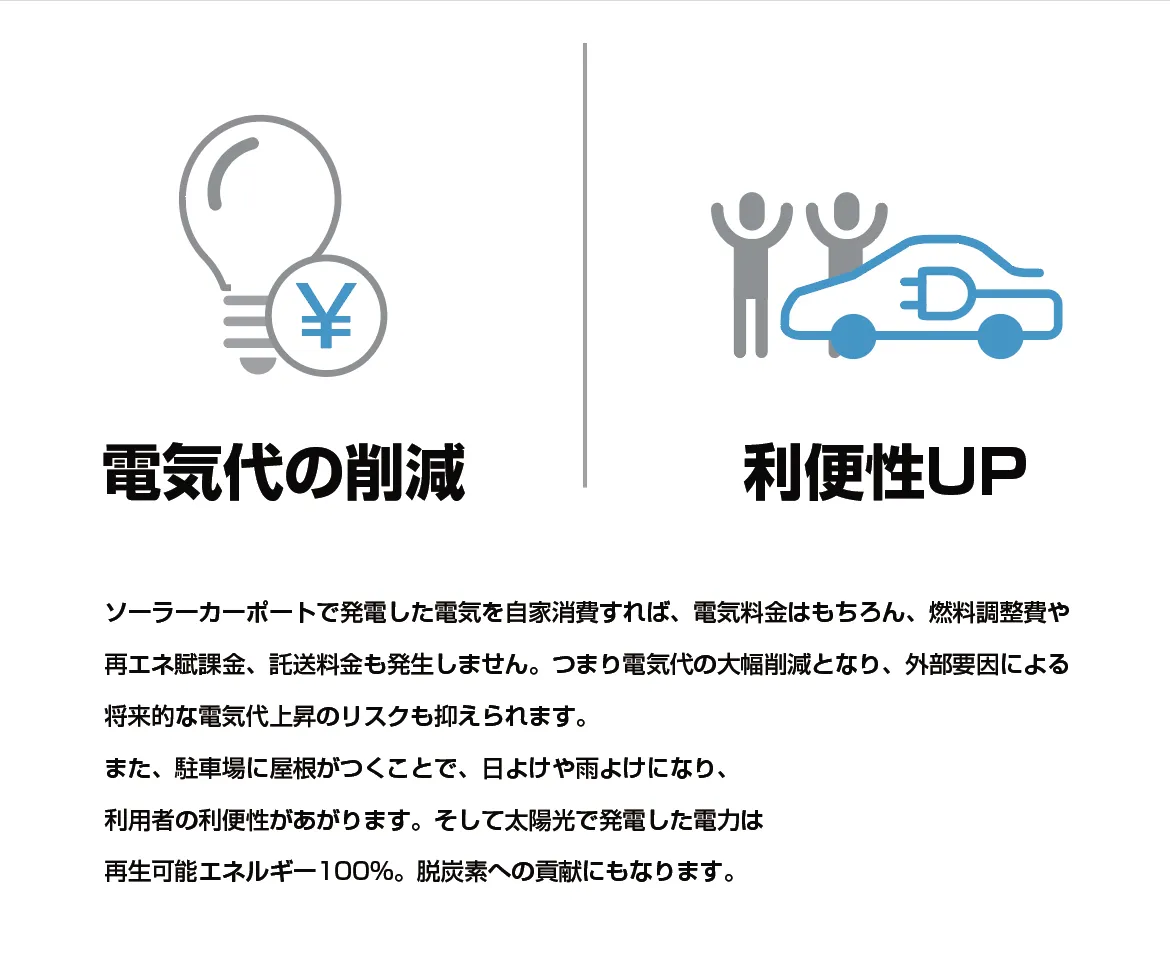 ¥
電気代の削減
利便性UP
ソーラーカーポートで発電した電気を自家消費すれば、電気料金はもちろん、燃料調整費や
再エネ賦課金、託送料金も発生しません。つまり電気代の大幅削減となり、外部要因による
将来的な電気代上昇のリスクも抑えられます。
また、駐車場に屋根がつくことで、日よけや雨よけになり、
利用者の利便性があがります。そして太陽光で発電した電力は
再生可能エネルギー100%。脱炭素への貢献にもなります。